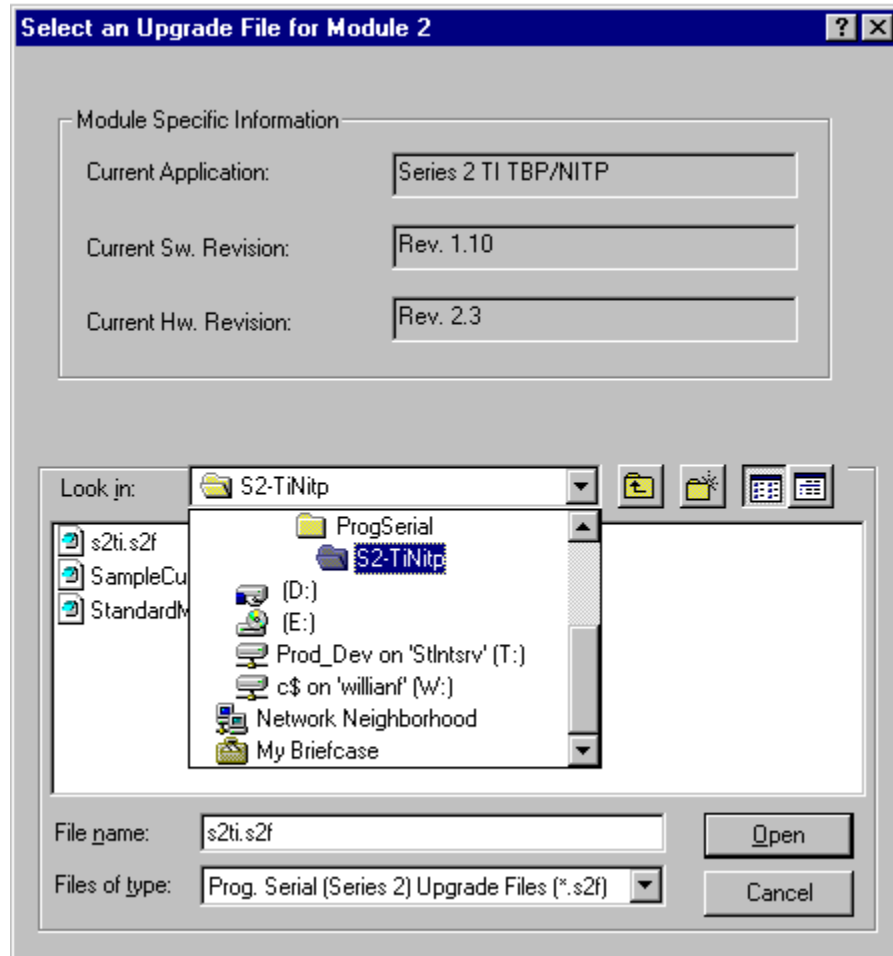 Select an Upgrade File for Module 2
Module Specific Information
Current Application: Series 2 TI TBP/NITP
Current Sw. Revision: Rev. 1.10
Current Hw. Revision: Rev. 2.3
Look in: S2-TiNitp
ProgSerial
S2-TiNitp
(D:)
(E:)
Prod_Dev on 'Stlntsrv' (T:)
c$ on 'willianf' (W:)
Network Neighborhood
My Briefcase
s2ti.s2f
SampleCu
StandardM
File name: s2ti.s2f
Open
Files of type: Prog. Serial (Series 2) Upgrade Files (*.s2f)
Cancel